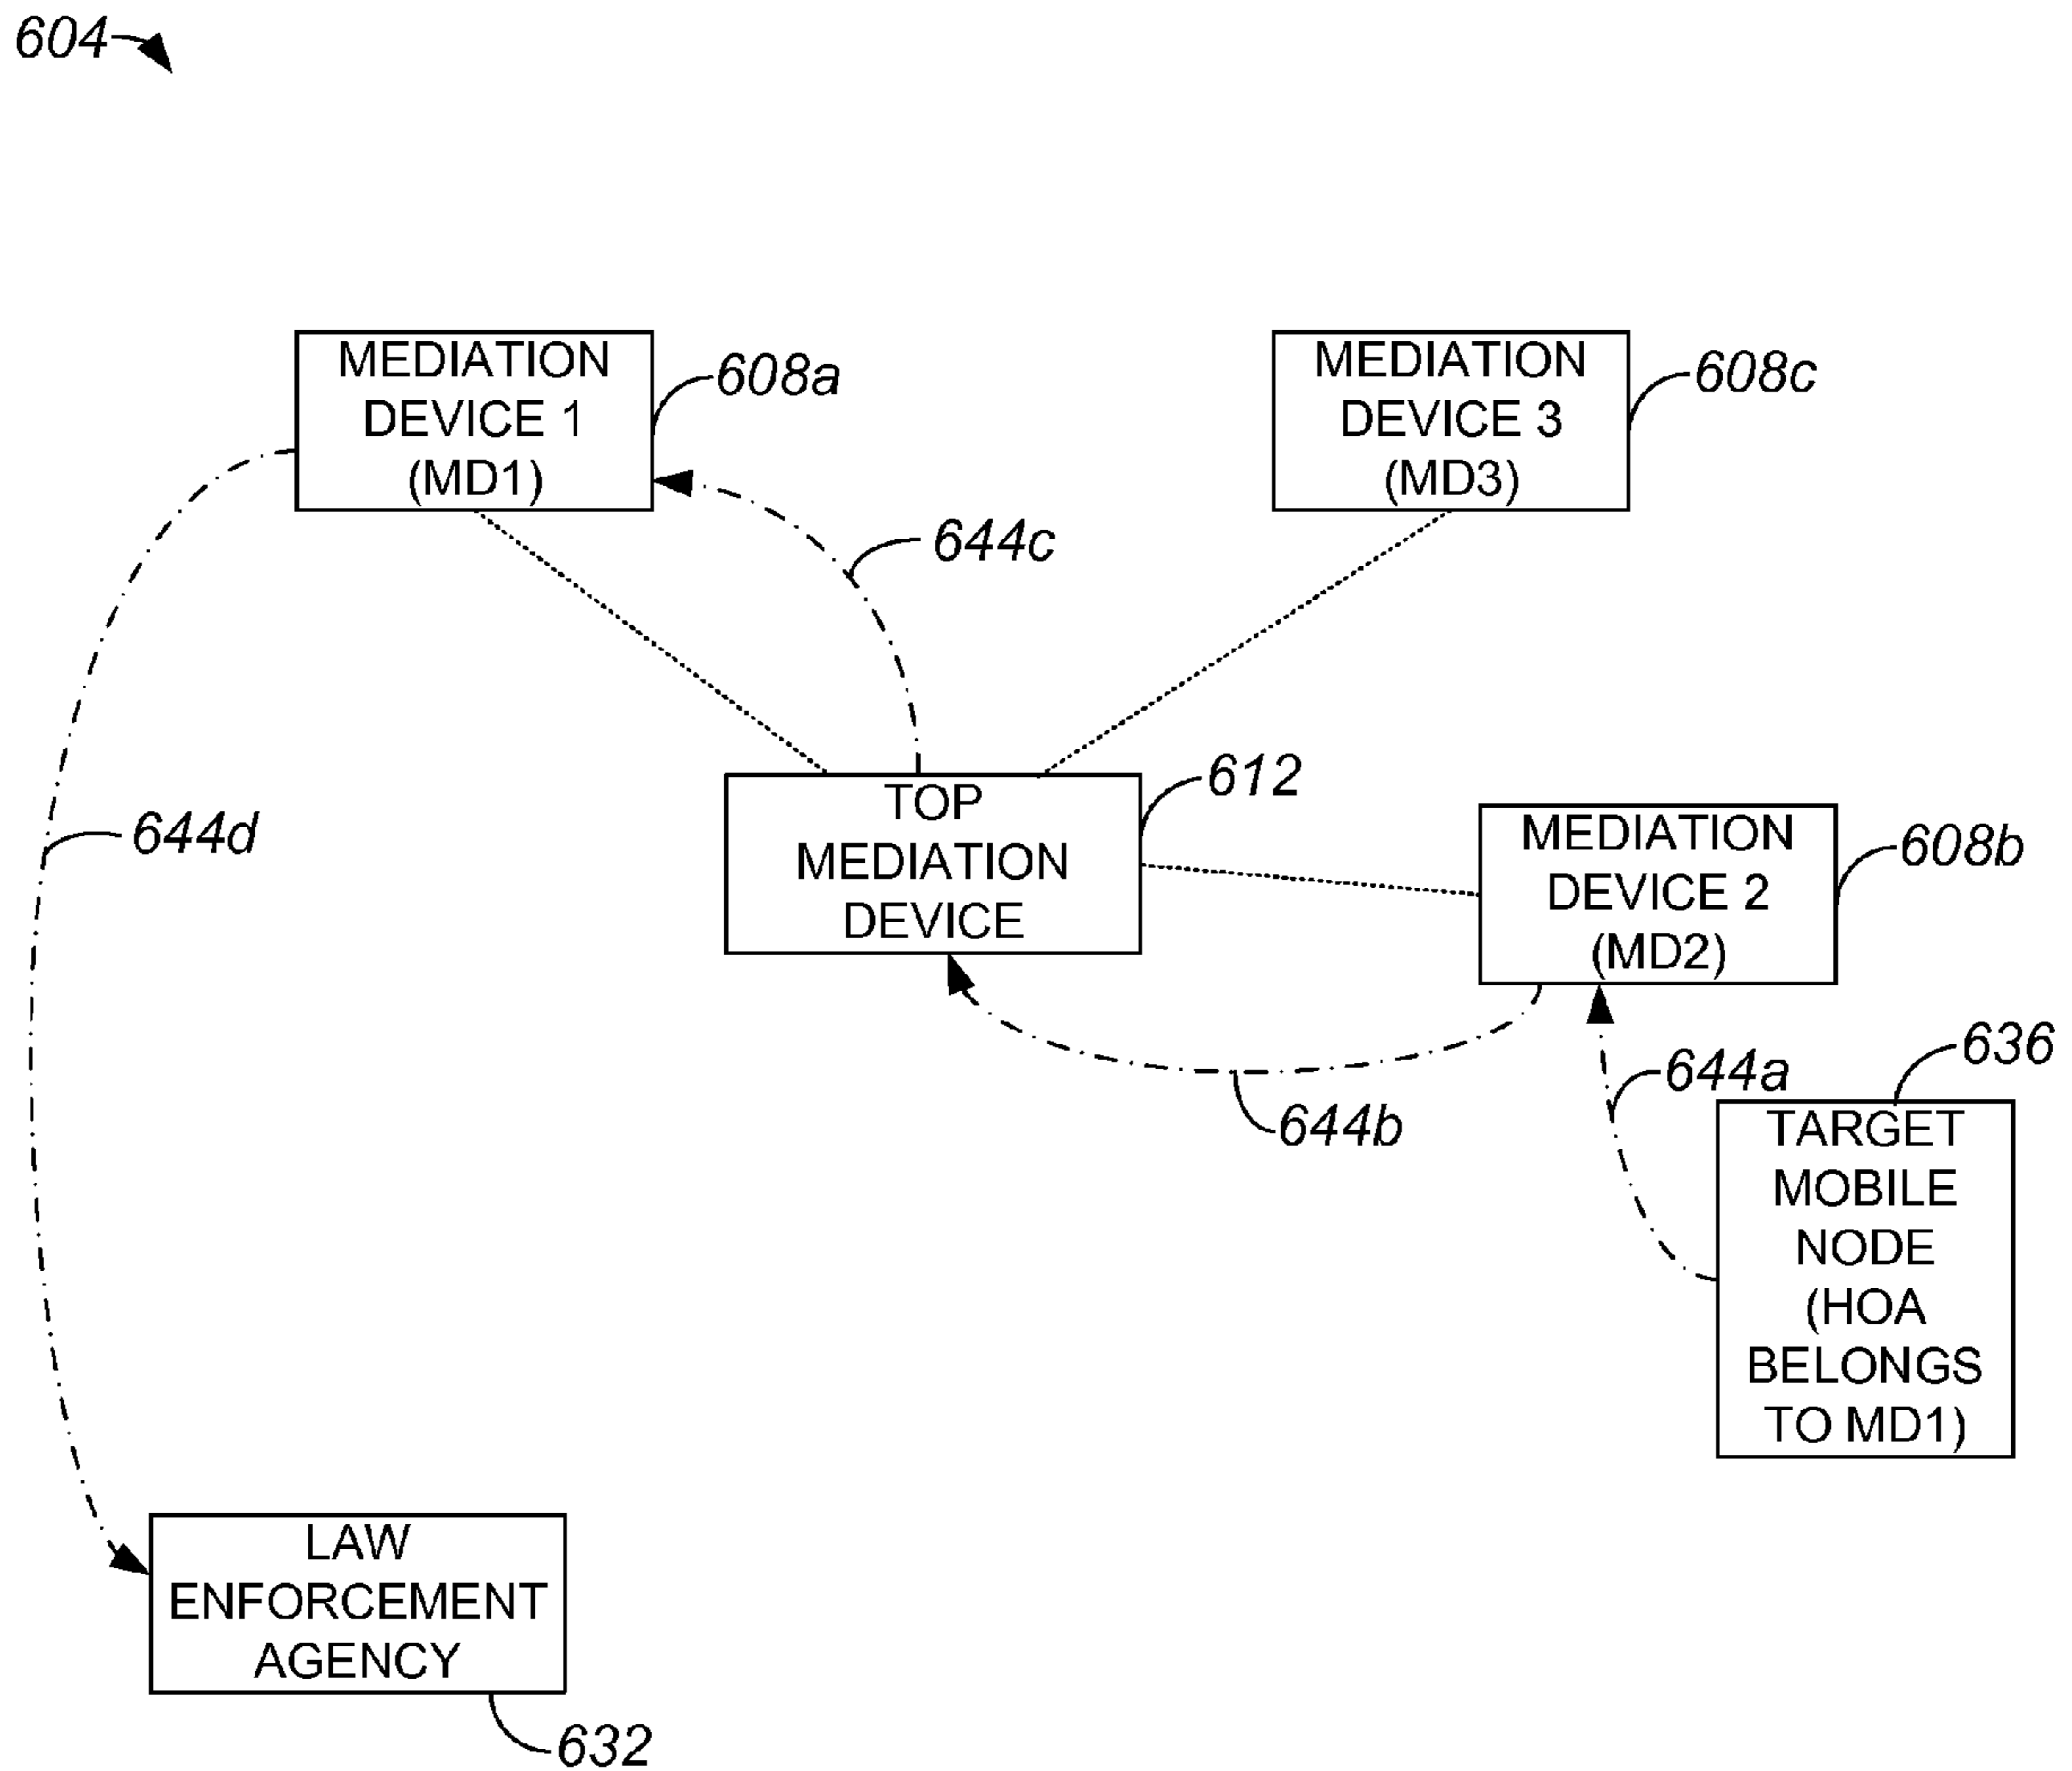 604
MEDIATION
DEVICE 1
(MD1)
608a
MEDIATION
DEVICE 3
(MD3)
608c
644c
TOP
MEDIATION
DEVICE
612
644d
MEDIATION
DEVICE 2
(MD2)
608b
644b
644a
636
TARGET
MOBILE
NODE
(HOA
BELONGS
TO MD1)
LAW
ENFORCEMENT
AGENCY
632